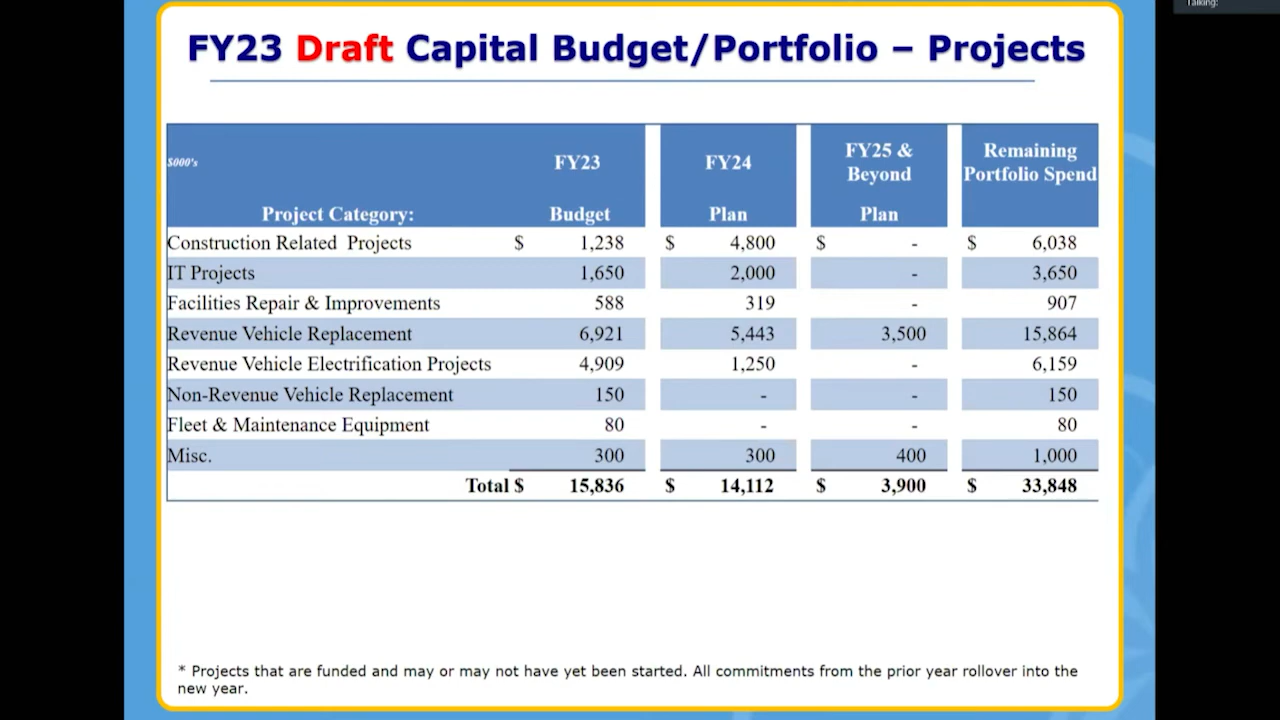 Talking:
FY23 Draft Capital Budget/Portfolio – Projects
$000's FY23 FY24 FY25 & Beyond Remaining Portfolio Spend
Project Category: Budget Plan Plan
Construction Related Projects $ 1,238 $ 4,800 $ - $ 6,038
IT Projects 1,650 2,000 - 3,650
Facilities Repair & Improvements 588 319 - 907
Revenue Vehicle Replacement 6,921 5,443 3,500 15,864
Revenue Vehicle Electrification Projects 4,909 1,250 - 6,159
Non-Revenue Vehicle Replacement 150 - - 150
Fleet & Maintenance Equipment 80 - - 80
Misc. 300 300 400 1,000
Total $ 15,836 $ 14,112 $ 3,900 $ 33,848
* Projects that are funded and may or may not have yet been started. All commitments from the prior year rollover into the
new year.